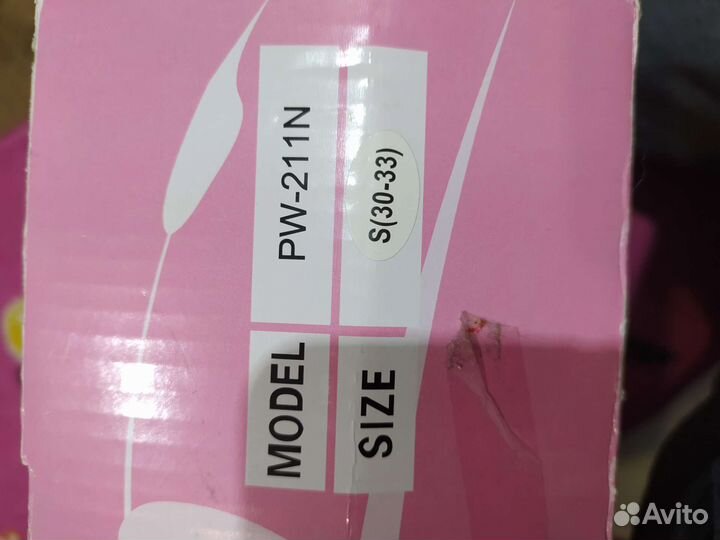 MODEL PW-211N
SIZE S(30-33)
Avito